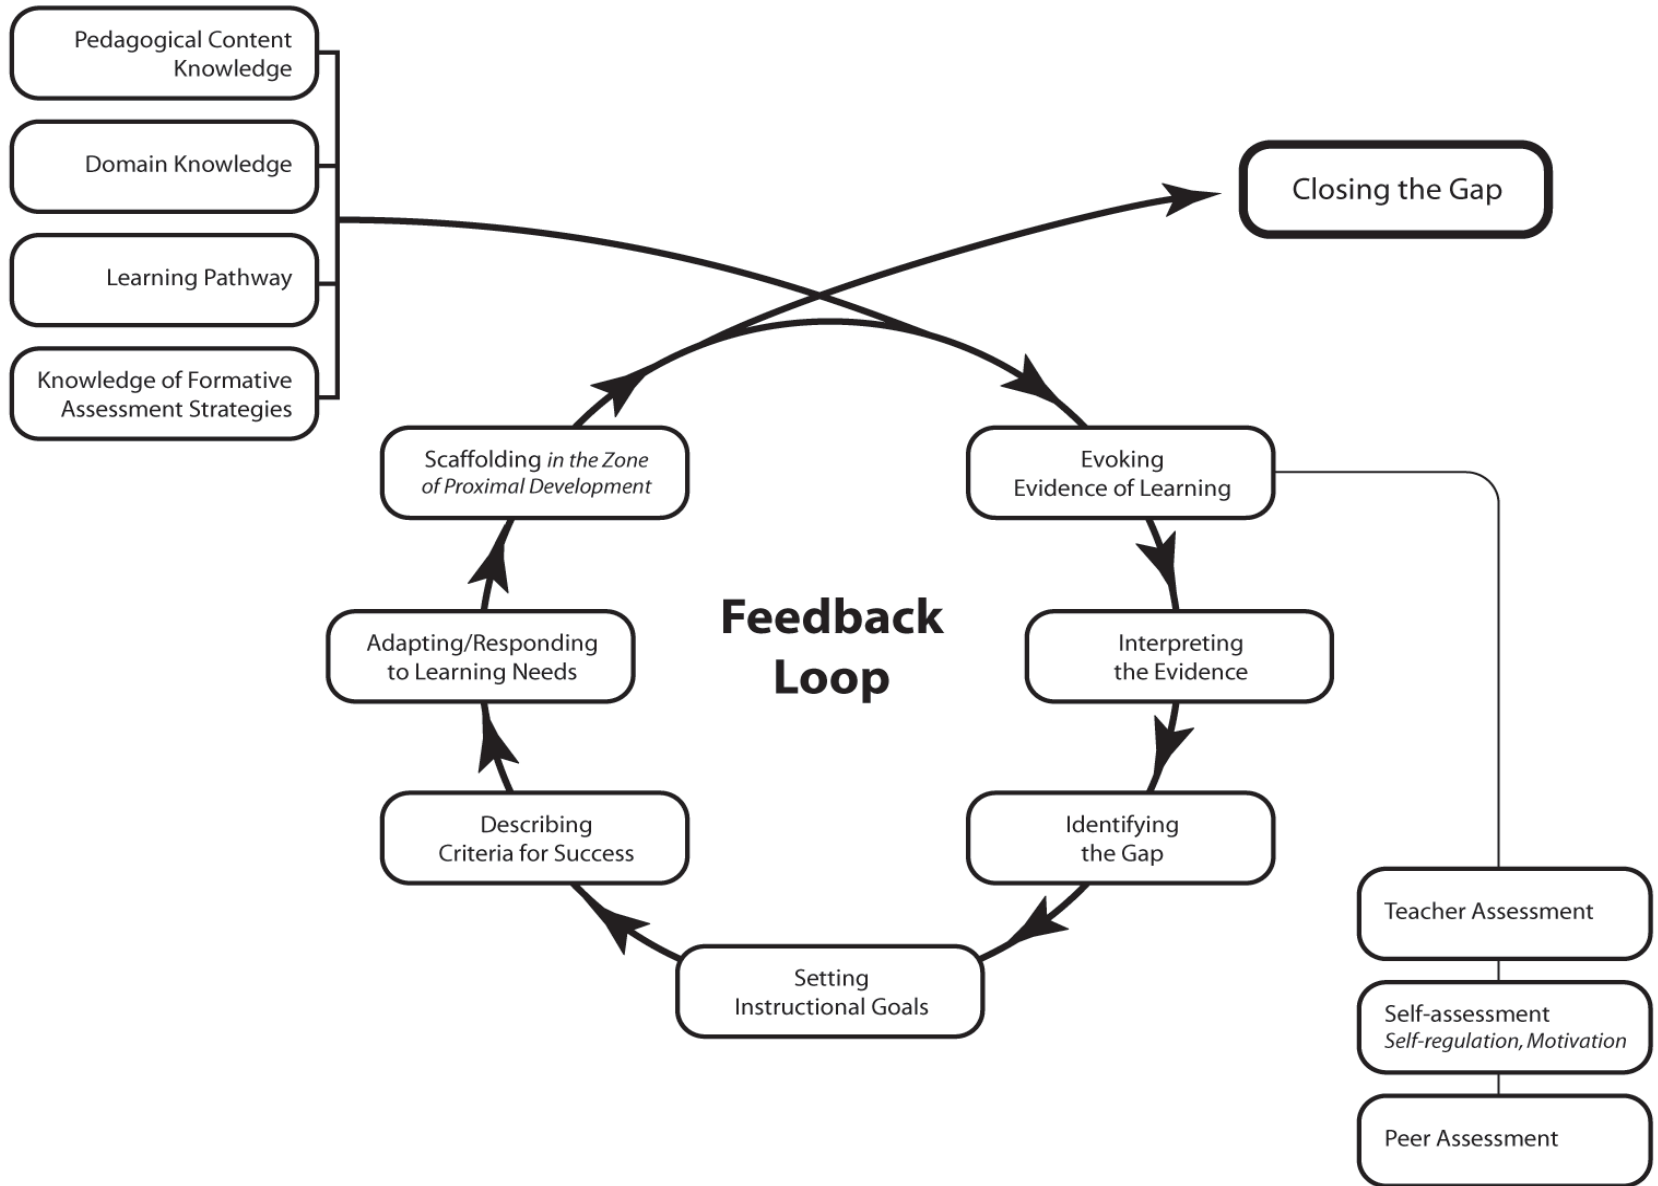 Pedagogical Content
Knowledge
Domain Knowledge
Learning Pathway
Knowledge of Formative
Assessment Strategies
Closing the Gap
Scaffolding in the Zone
of Proximal Development
Evoking
Evidence of Learning
Feedback
Loop
Adapting/Responding
to Learning Needs
Interpreting
the Evidence
Describing
Criteria for Success
Identifying
the Gap
Setting
Instructional Goals
Teacher Assessment
Self-assessment
Self-regulation, Motivation
Peer Assessment